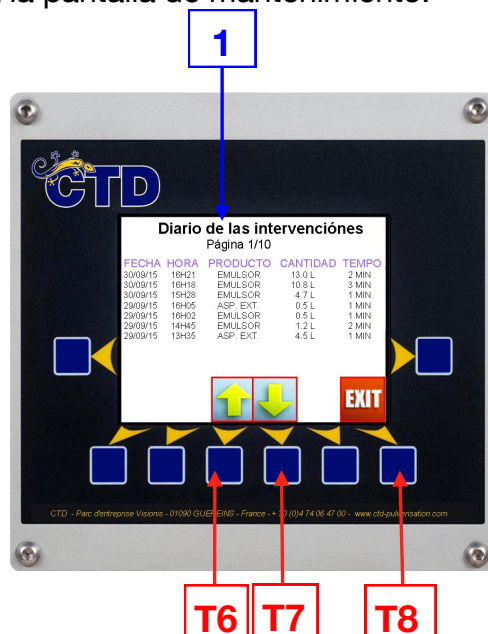 la pantalla de mantenimiento.
1
CTD
Diario de las intervenciónes
Página 1/10
FECHA HORA PRODUCTO CANTIDAD TEMPO
30/09/15 16H21 EMULSOR 13.0 L 2 MIN
30/09/15 16H18 EMULSOR 10.8 L 3 MIN
30/09/15 15H28 EMULSOR 4.7 L 1 MIN
29/09/15 16H05 ASP. EXT. 0.5 L 1 MIN
29/09/15 16H02 EMULSOR 0.5 L 1 MIN
29/09/15 14H45 EMULSOR 1.2 L 2 MIN
29/09/15 13H35 ASP. EXT. 4.5 L 1 MIN
EXIT
CTD - Parc d'entreprise Visionis - 01090 GUEREINS - France - + 33 (0)4 74 06 47 00 - www.ctd-pulverisation.com
T6 T7 T8